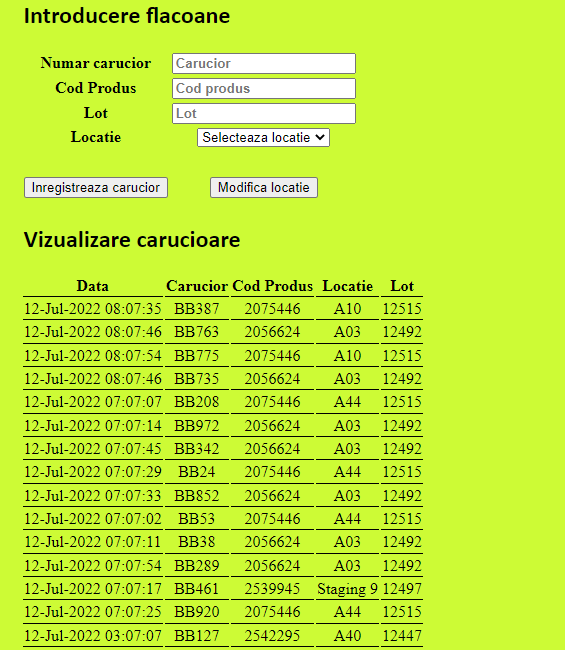 Introducere flacoane
Numar carucior Carucior
Cod Produs Cod produs
Lot Lot
Locatie Selecteaza locatie
Inregistreaza carucior Modifica locatie
Vizualizare carucioare
Data Carucior Cod Produs Locatie Lot
12-Jul-2022 08:07:35 BB387 2075446 A10 12515
12-Jul-2022 08:07:46 BB763 2056624 A03 12492
12-Jul-2022 08:07:54 BB775 2075446 A10 12515
12-Jul-2022 08:07:46 BB735 2056624 A03 12492
12-Jul-2022 07:07:07 BB208 2075446 A44 12515
12-Jul-2022 07:07:14 BB972 2056624 A03 12492
12-Jul-2022 07:07:45 BB342 2056624 A03 12492
12-Jul-2022 07:07:29 BB24 2075446 A44 12515
12-Jul-2022 07:07:33 BB852 2056624 A03 12492
12-Jul-2022 07:07:02 BB53 2075446 A44 12515
12-Jul-2022 07:07:11 BB38 2056624 A03 12492
12-Jul-2022 07:07:54 BB289 2056624 A03 12492
12-Jul-2022 07:07:17 BB461 2539945 Staging 9 12497
12-Jul-2022 07:07:25 BB920 2075446 A44 12515
12-Jul-2022 03:07:07 BB127 2542295 A40 12447